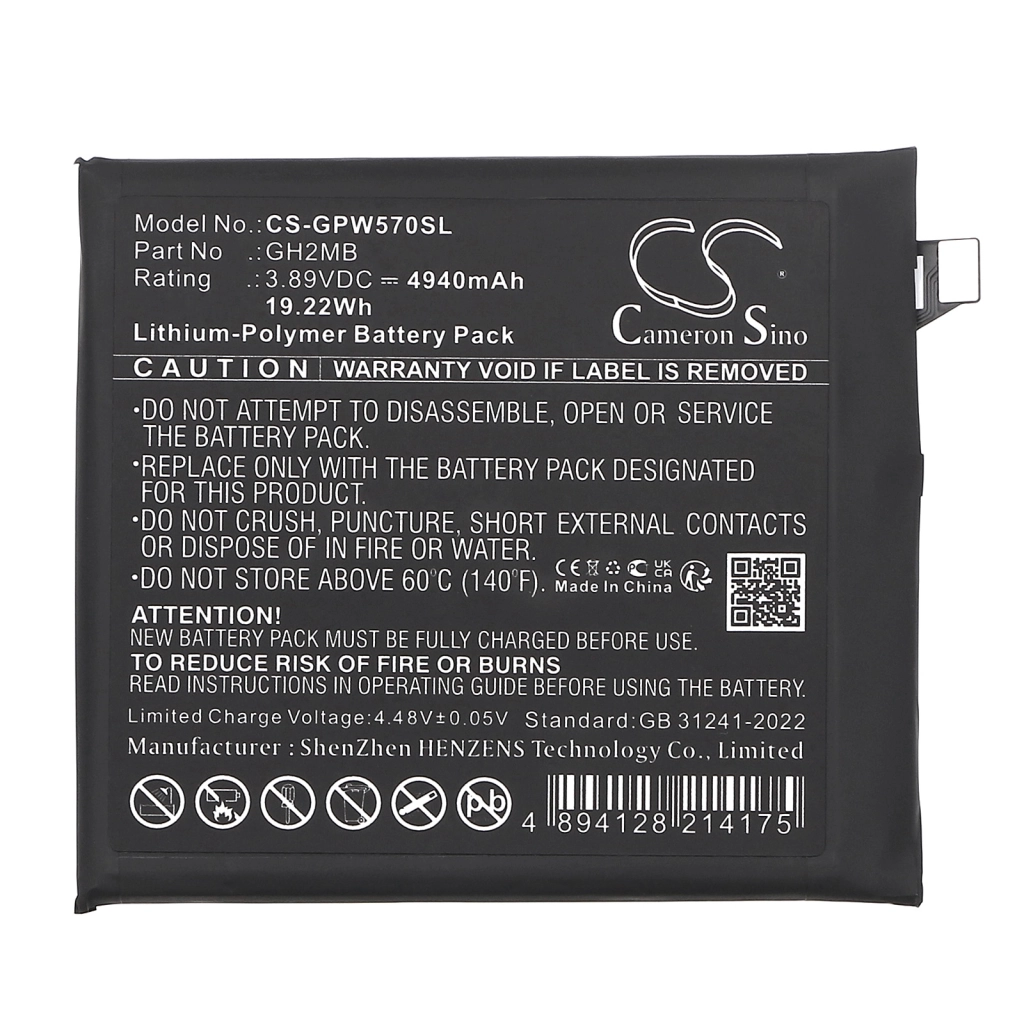 Model No.:CS-GPW570SL
Part No .:GH2MB
Rating .:3.89VDC ⎓ 4940mAh
19.22Wh
Lithium-Polymer Battery Pack
Cameron Sino
®
CAUTION WARRANTY VOID IF LABEL IS REMOVED
•DO NOT ATTEMPT TO DISASSEMBLE, OPEN OR SERVICE
THE BATTERY PACK.
•REPLACE ONLY WITH THE BATTERY PACK DESIGNATED
FOR THIS PRODUCT.
•DO NOT CRUSH, PUNCTURE, SHORT EXTERNAL CONTACTS
OR DISPOSE OF IN FIRE OR WATER.
•DO NOT STORE ABOVE 60°C (140°F).
CE UK CA
Made In China
ATTENTION!
NEW BATTERY PACK MUST BE FULLY CHARGED BEFORE USE.
TO REDUCE RISK OF FIRE OR BURNS
READ INSTRUCTIONS IN OPERATING GUIDE BEFORE USING THE BATTERY.
Limited Charge Voltage:4.48V±0.05V Standard:GB 31241-2022
Manufacturer : ShenZhen HENZENS Technology Co., Limited
Pb
4 894128 214175